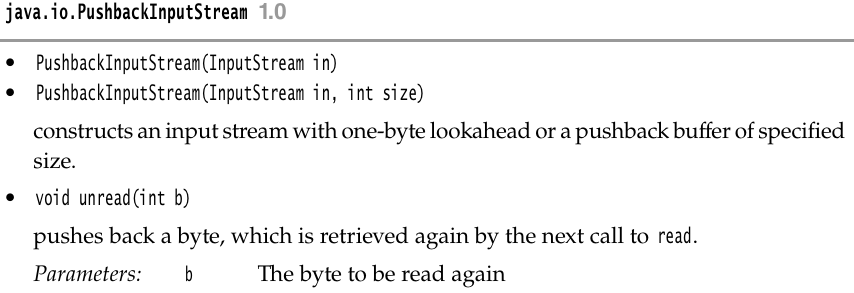 java.io.PushbackInputStream 1.0
• PushbackInputStream(InputStream in)
• PushbackInputStream(InputStream in, int size)
constructs an input stream with one-byte lookahead or a pushback buffer of specified
size.
• void unread(int b)
pushes back a byte, which is retrieved again by the next call to read.
Parameters: b The byte to be read again